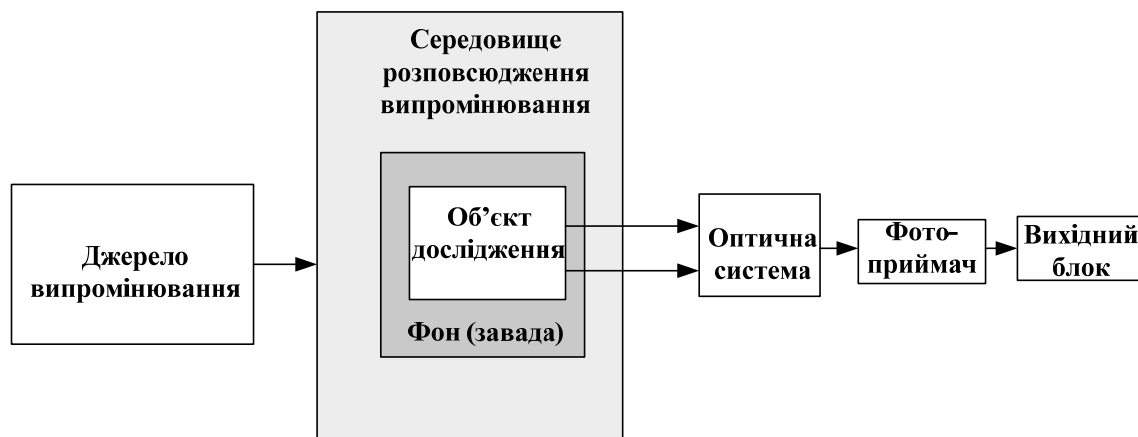 Середовище
розповсюдження
випромінювання
Джерело
випромінювання
Об’єкт
дослідження
Фон (завада)
Оптична
система
Фото-
приймач
Вихідний
блок